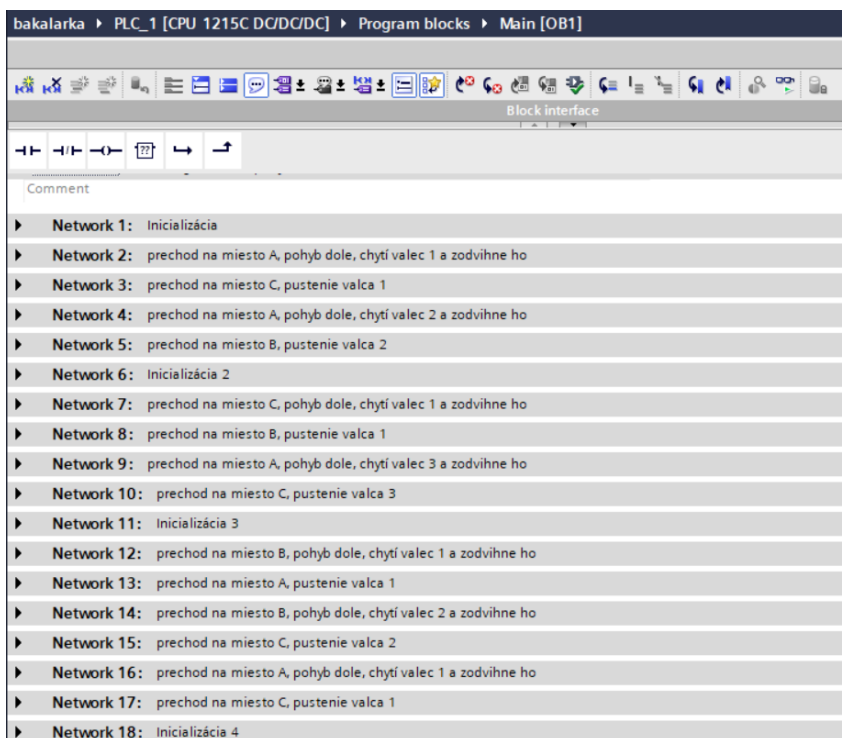 bakalarka ▸ PLC_1 [CPU 1215C DC/DC/DC] ▸ Program blocks ▸ Main [OB1]
Block interface
Comment
Network 1: Inicializácia
Network 2: prechod na miesto A, pohyb dole, chytí valec 1 a zodvihne ho
Network 3: prechod na miesto C, pustenie valca 1
Network 4: prechod na miesto A, pohyb dole, chytí valec 2 a zodvihne ho
Network 5: prechod na miesto B, pustenie valca 2
Network 6: Inicializácia 2
Network 7: prechod na miesto C, pohyb dole, chytí valec 1 a zodvihne ho
Network 8: prechod na miesto B, pustenie valca 1
Network 9: prechod na miesto A, pohyb dole, chytí valec 3 a zodvihne ho
Network 10: prechod na miesto C, pustenie valca 3
Network 11: Inicializácia 3
Network 12: prechod na miesto B, pohyb dole, chytí valec 1 a zodvihne ho
Network 13: prechod na miesto A, pustenie valca 1
Network 14: prechod na miesto B, pohyb dole, chytí valec 2 a zodvihne ho
Network 15: prechod na miesto C, pustenie valca 2
Network 16: prechod na miesto A, pohyb dole, chytí valec 1 a zodvihne ho
Network 17: prechod na miesto C, pustenie valca 1
Network 18: Inicializácia 4